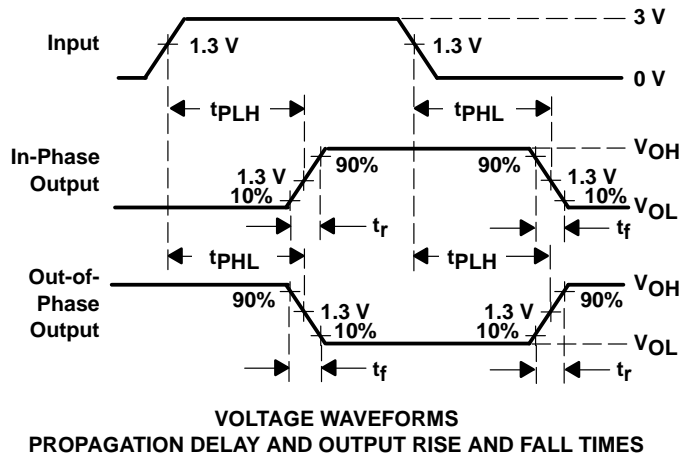 3 V
Input
1.3 V
1.3 V
0 V
tPLH
tPHL
In-Phase
Output
VOH
90%
90%
1.3 V
1.3 V
10%
10%
VOL
tr
tf
tPHL
tPLH
Out-of-
Phase
Output
VOH
90%
90%
1.3 V
1.3 V
10%
10%
VOL
tf
tr
VOLTAGE WAVEFORMS
PROPAGATION DELAY AND OUTPUT RISE AND FALL TIMES